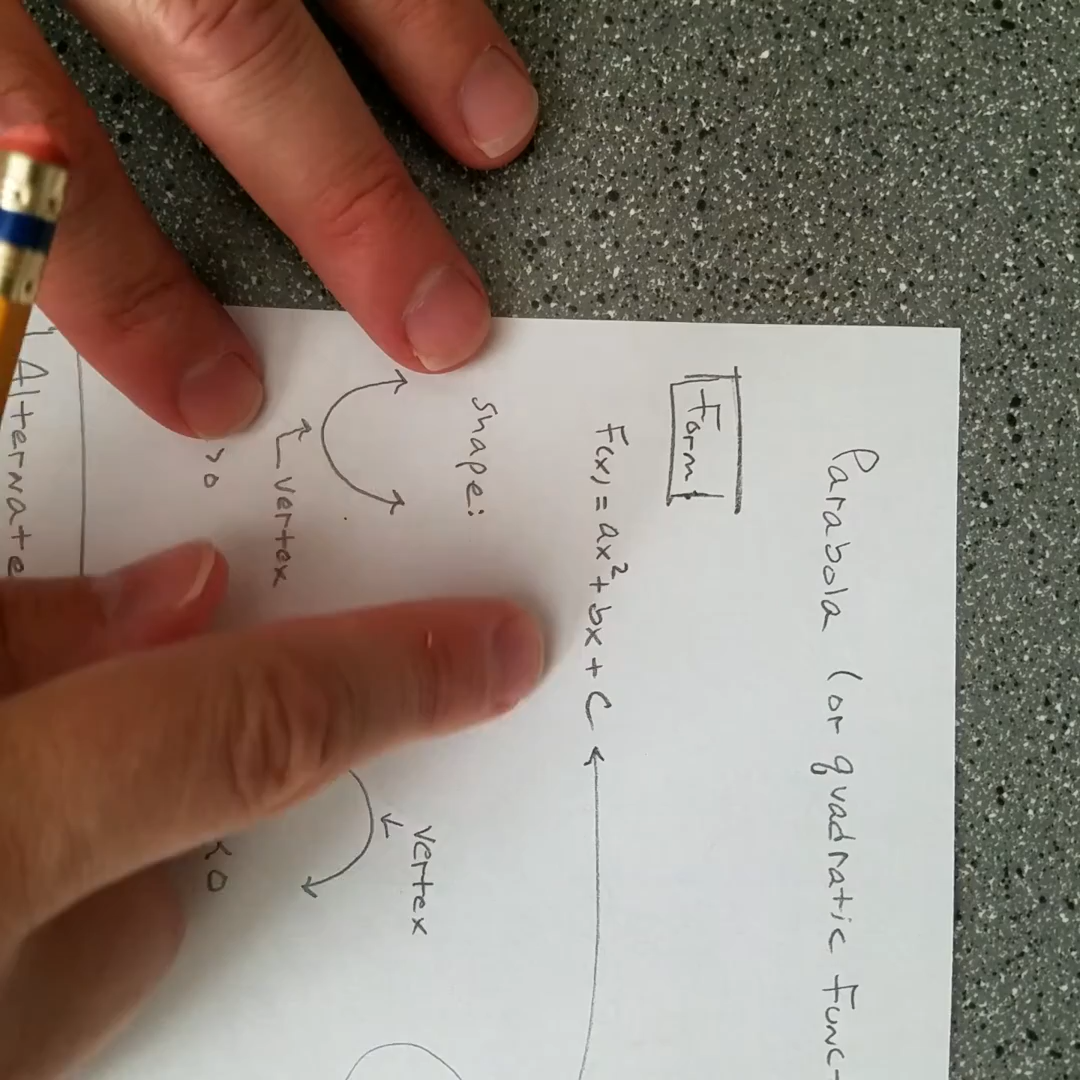 Parabola (or quadratic func-
Form
F(x) = ax² + bx + c
Shape:
vertex
vertex
>0
<0
Alternate